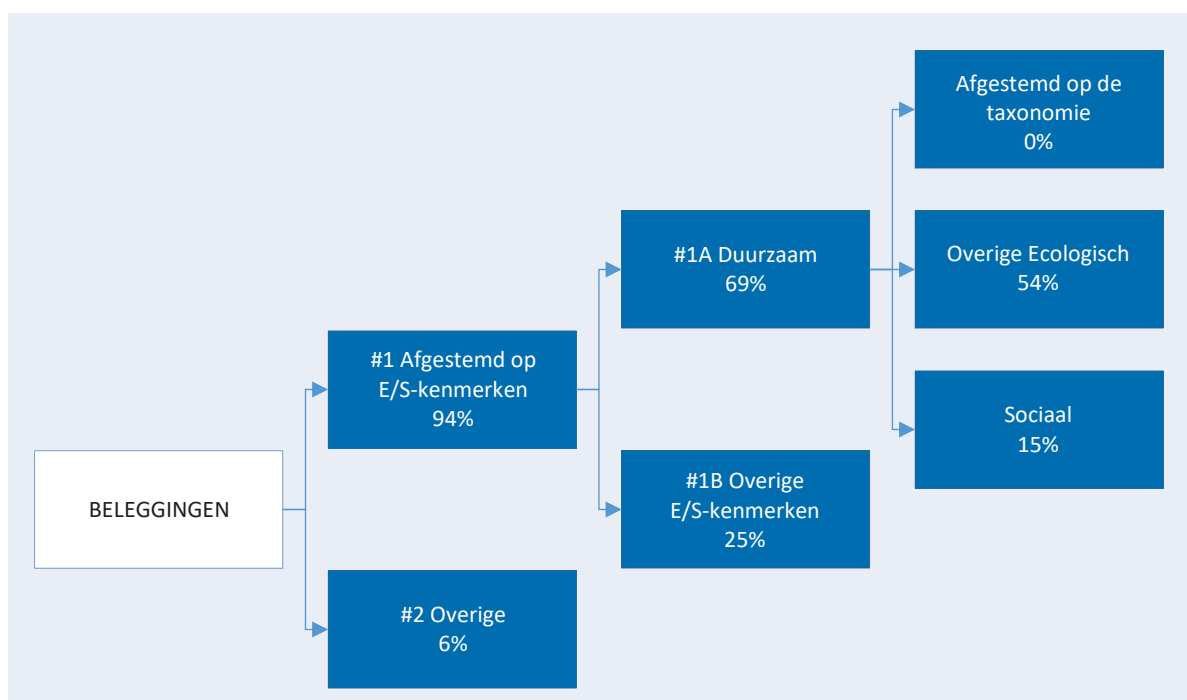 Afgestemd op de
taxonomie
0%
#1A Duurzaam
69%
Overige Ecologisch
54%
#1 Afgestemd op
E/S-kenmerken
94%
Sociaal
15%
BELEGGINGEN
#1B Overige
E/S-kenmerken
25%
#2 Overige
6%